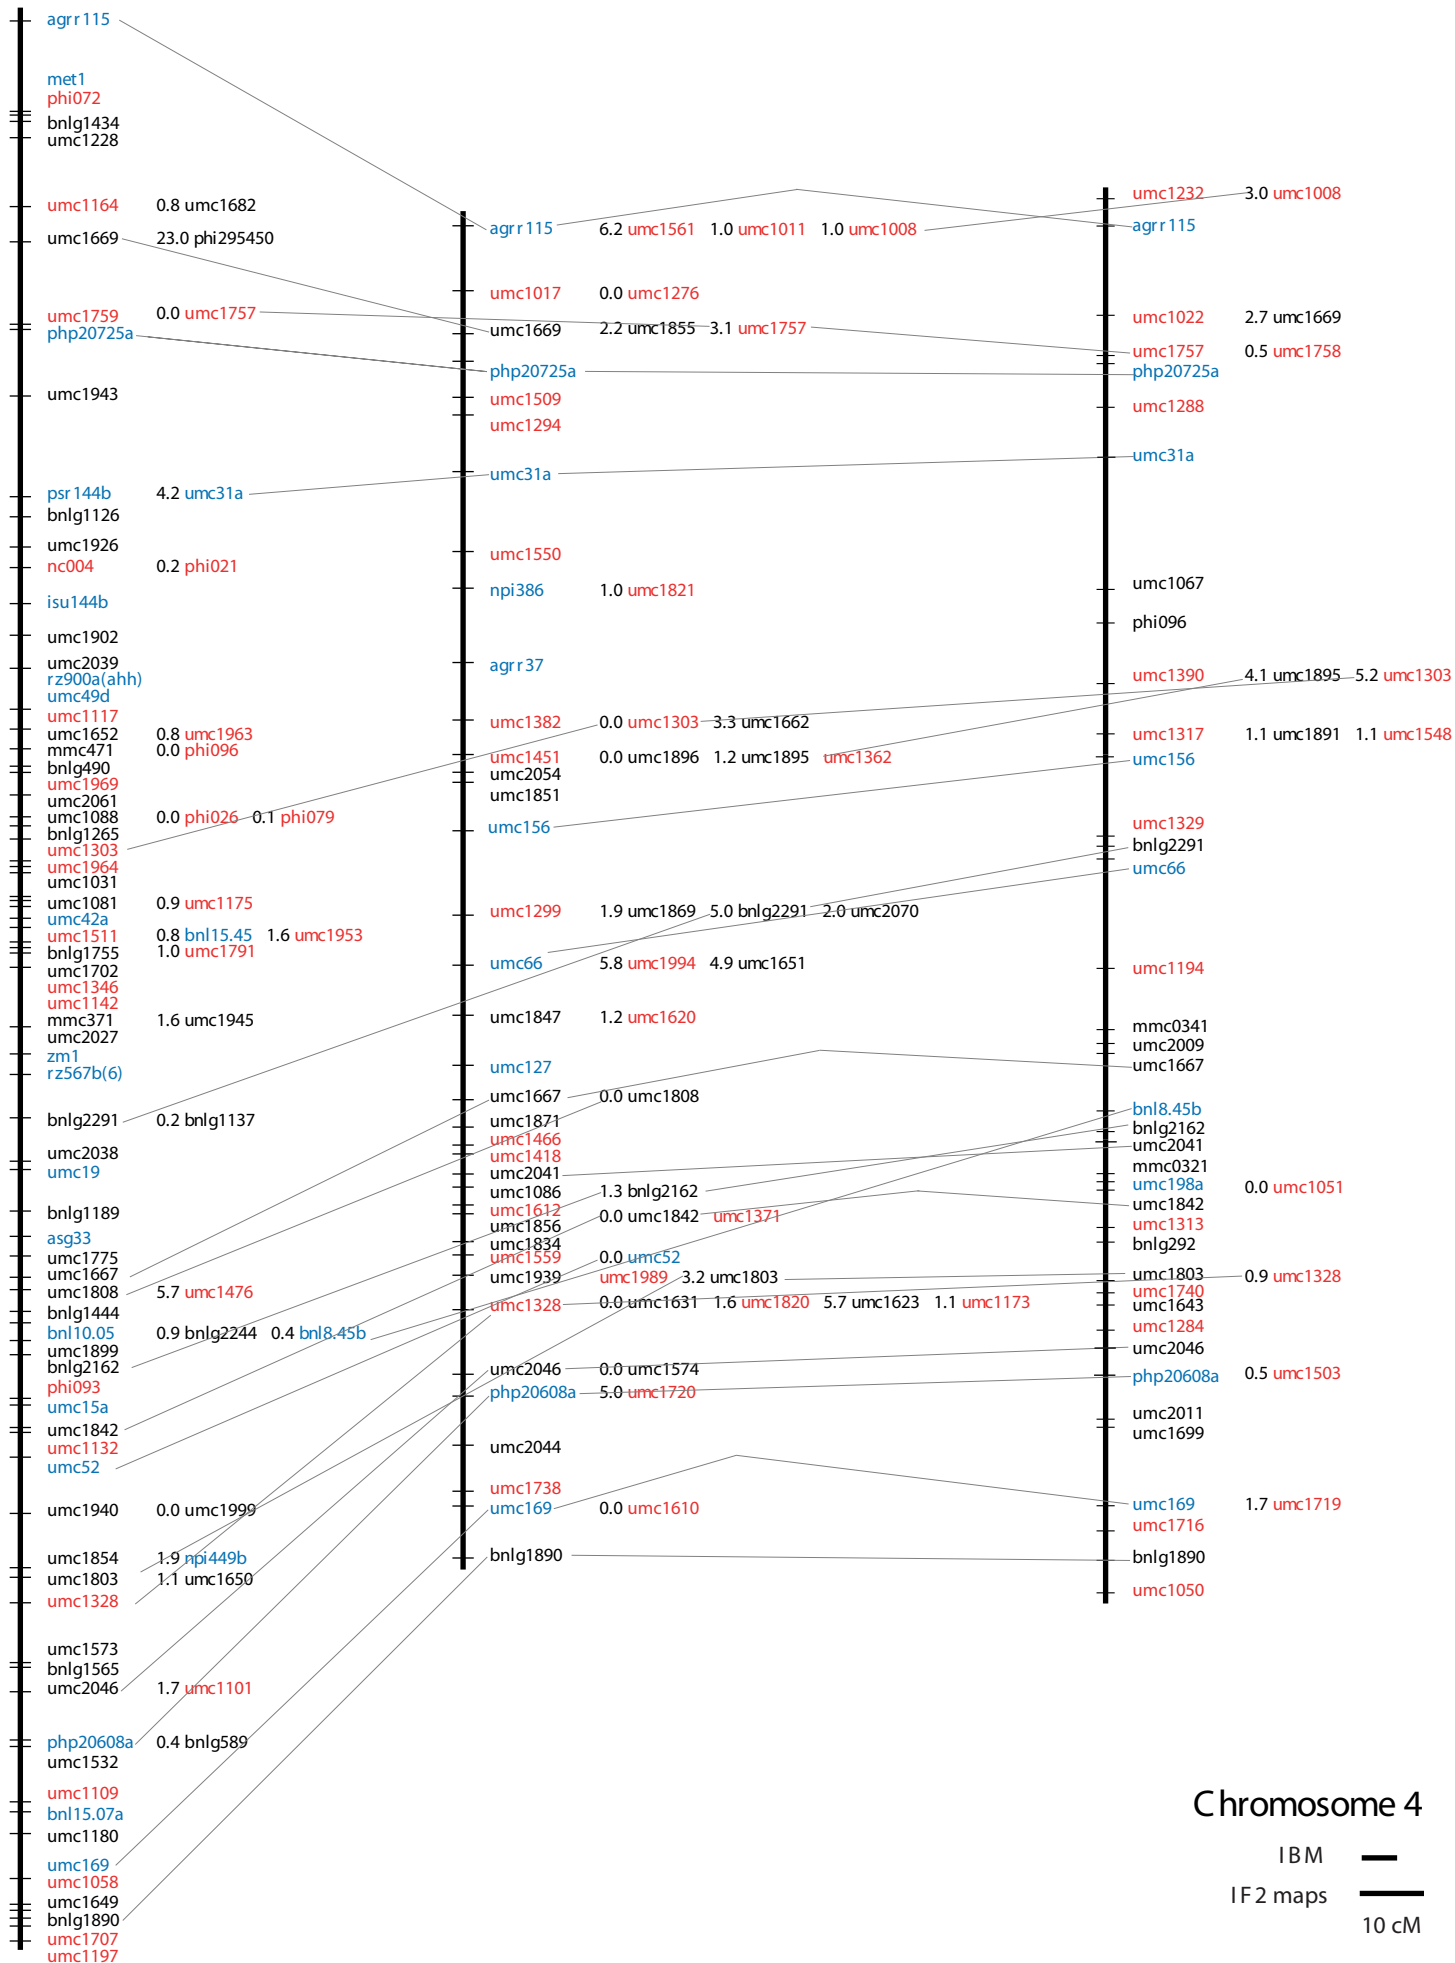 agrr115
met1
phi072
bnlg1434
umc1228
umc1164 0.8 umc1682
umc1669 23.0 phi295450
umc1759 0.0 umc1757
php20725a
umc1943
psr144b 4.2 umc31a
bnlg1126
umc1926
nc004 0.2 phi021
isu144b
umc1902
umc2039
rz900a(ahh)
umc49d
umc1117
umc1652 0.8 umc1963
mmc471 0.0 phi096
bnlg490
umc1969
umc2061
umc1088 0.0 phi026 0.1 phi079
bnlg1265
umc1303
umc1964
umc1031
umc1081 0.9 umc1175
umc42a
umc1511 0.8 bnl15.45 1.6 umc1953
bnlg1755 1.0 umc1791
umc1702
umc1346
umc1142
mmc371 1.6 umc1945
umc2027
zm1
rz567b(6)
bnlg2291 0.2 bnlg1137
umc2038
umc19
bnlg1189
asg33
umc1775
umc1667
umc1808 5.7 umc1476
bnlg1444
bnl10.05 0.9 bnlg2244 0.4 bnl8.45b
umc1899
bnlg2162
phi093
umc15a
umc1842
umc1132
umc52
umc1940 0.0 umc1999
umc1854 1.9 npi449b
umc1803 1.1 umc1650
umc1328
umc1573
bnlg1565
umc2046 1.7 umc1101
php20608a 0.4 bnlg589
umc1532
umc1109
bnl15.07a
umc1180
umc169
umc1058
umc1649
bnlg1890
umc1707
umc1197
agrr115 6.2 umc1561 1.0 umc1011 1.0 umc1008
umc1017 0.0 umc1276
umc1669 2.2 umc1855 3.1 umc1757
php20725a
umc1509
umc1294
umc31a
umc1550
npi386 1.0 umc1821
agrr37
umc1382 0.0 umc1303 3.3 umc1662
umc1451 0.0 umc1896 1.2 umc1895 umc1362
umc2054
umc1851
umc156
umc1299 1.9 umc1869 5.0 bnlg2291 2.0 umc2070
umc66 5.8 umc1994 4.9 umc1651
umc1847 1.2 umc1620
umc127
umc1667 0.0 umc1808
umc1871
umc1466
umc1418
umc2041
umc1086 1.3 bnlg2162
umc1612
umc1856 0.0 umc1842 umc1371
umc1834
umc1559 0.0 umc52
umc1939 umc1989 3.2 umc1803
umc1328 0.0 umc1631 1.6 umc1820 5.7 umc1623 1.1 umc1173
umc2046 0.0 umc1574
php20608a 5.0 umc1720
umc2044
umc1738
umc169 0.0 umc1610
bnlg1890
umc1232 3.0 umc1008
agrr115
umc1022 2.7 umc1669
umc1757 0.5 umc1758
php20725a
umc1288
umc31a
umc1067
phi096
umc1390 4.1 umc1895 5.2 umc1303
umc1317 1.1 umc1891 1.1 umc1548
umc156
umc1329
bnlg2291
umc66
umc1194
mmc0341
umc2009
umc1667
bnl8.45b
bnlg2162
umc2041
mmc0321
umc198a 0.0 umc1051
umc1842
umc1313
bnlg292
umc1803 0.9 umc1328
umc1740
umc1643
umc1284
umc2046
php20608a 0.5 umc1503
umc2011
umc1699
umc169 1.7 umc1719
umc1716
bnlg1890
umc1050
Chromosome 4
IBM
IF2 maps
10 cM